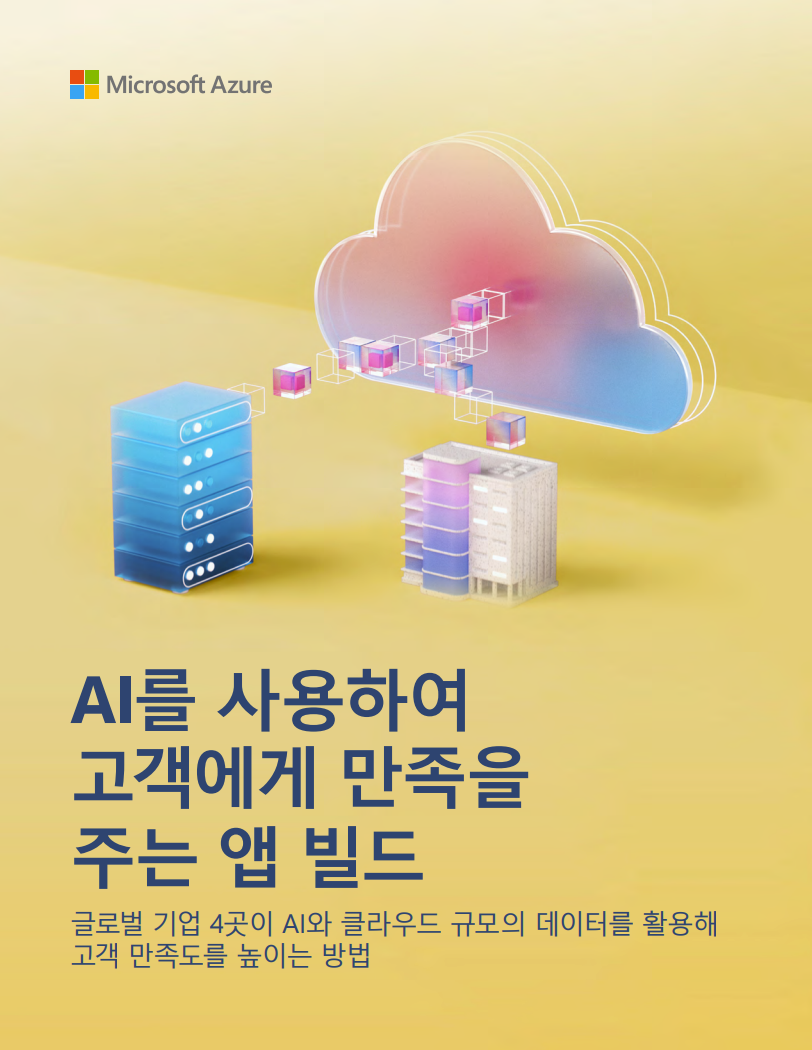 Microsoft Azure
AI를 사용하여
고객에게 만족을
주는 앱 빌드
글로벌 기업 4곳이 AI와 클라우드 규모의 데이터를 활용해
고객 만족도를 높이는 방법